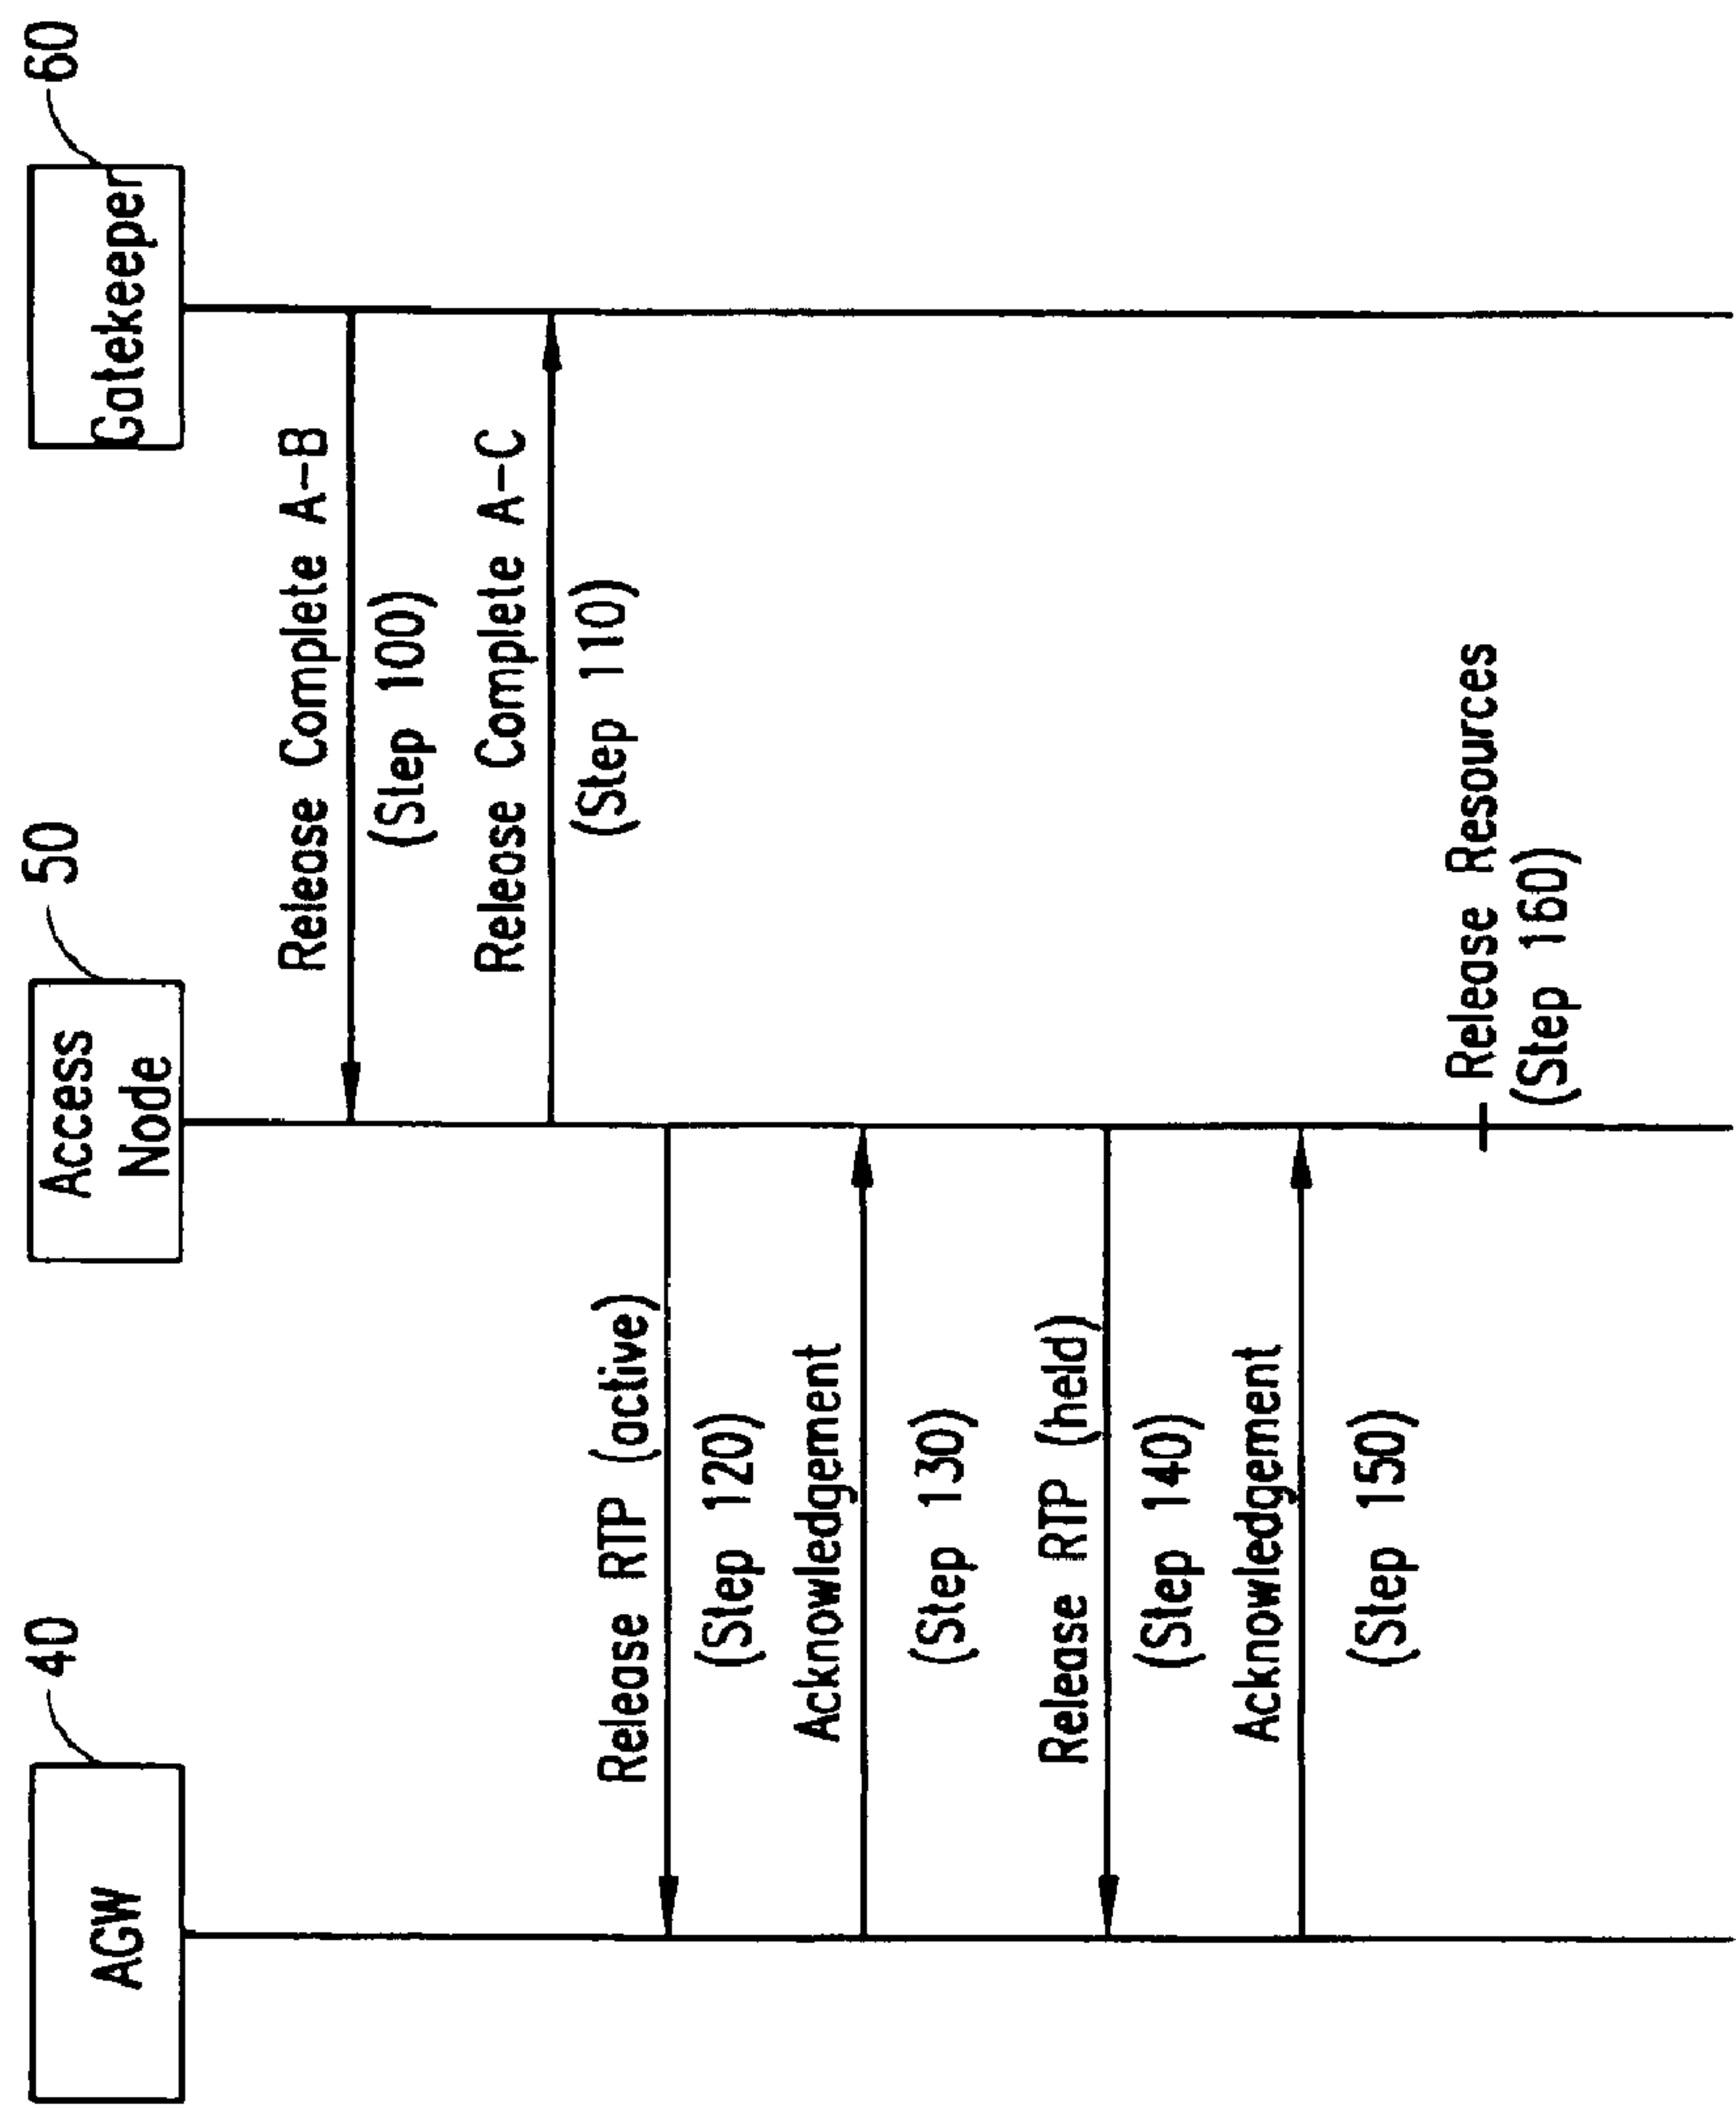 40
50
60
AGW
Access
Node
Gatekeeper
Release Complete A-B
(Step 100)
Release Complete A-C
(Step 110)
Release RTP (active)
(Step 120)
Acknowledgement
(Step 130)
Release RTP (held)
(Step 140)
Acknowledgement
(Step 150)
Release Resources
(Step 160)